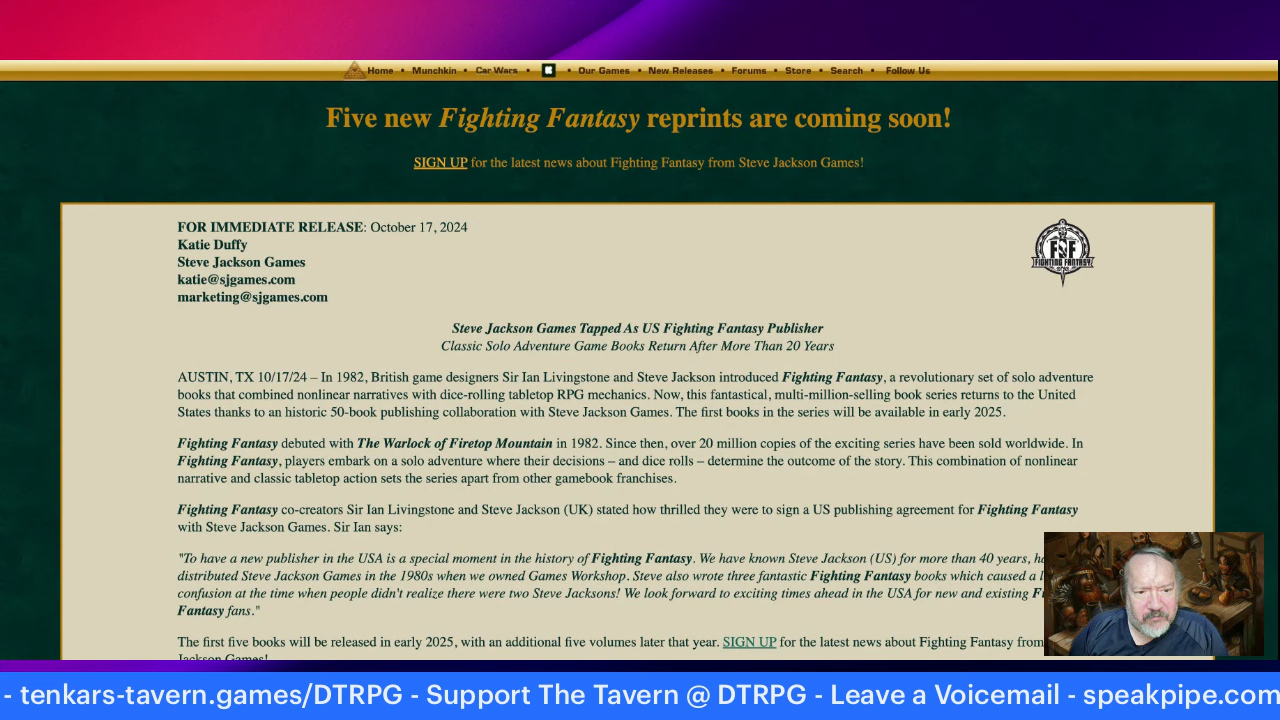 Home • Munchkin • Car Wars • • Our Games • New Releases • Forums • Store • Search • Follow Us
Five new Fighting Fantasy reprints are coming soon!
SIGN UP for the latest news about Fighting Fantasy from Steve Jackson Games!
FOR IMMEDIATE RELEASE: October 17, 2024
Katie Duffy
Steve Jackson Games
katie@sjgames.com
marketing@sjgames.com
FF
FIGHTING FANTASY
Steve Jackson Games Tapped As US Fighting Fantasy Publisher
Classic Solo Adventure Game Books Return After More Than 20 Years
AUSTIN, TX 10/17/24 – In 1982, British game designers Sir Ian Livingstone and Steve Jackson introduced Fighting Fantasy, a revolutionary set of solo adventure
books that combined nonlinear narratives with dice-rolling tabletop RPG mechanics. Now, this fantastical, multi-million-selling book series returns to the United
States thanks to an historic 50-book publishing collaboration with Steve Jackson Games. The first books in the series will be available in early 2025.
Fighting Fantasy debuted with The Warlock of Firetop Mountain in 1982. Since then, over 20 million copies of the exciting series have been sold worldwide. In
Fighting Fantasy, players embark on a solo adventure where their decisions – and dice rolls – determine the outcome of the story. This combination of nonlinear
narrative and classic tabletop action sets the series apart from other gamebook franchises.
Fighting Fantasy co-creators Sir Ian Livingstone and Steve Jackson (UK) stated how thrilled they were to sign a US publishing agreement for Fighting Fantasy
with Steve Jackson Games. Sir Ian says:
"To have a new publisher in the USA is a special moment in the history of Fighting Fantasy. We have known Steve Jackson (US) for more than 40 years,
distributed Steve Jackson Games in the 1980s when we owned Games Workshop. Steve also wrote three fantastic Fighting Fantasy books which caused a
confusion at the time when people didn't realize there were two Steve Jacksons! We look forward to exciting times ahead in the USA for new and existing
Fantasy fans."
The first five books will be released in early 2025, with an additional five volumes later that year. SIGN UP for the latest news about Fighting Fantasy from
Jackson Games!
- tenkars-tavern.games/DTRPG - Support The Tavern @ DTRPG - Leave a Voicemail - speakpipe.com